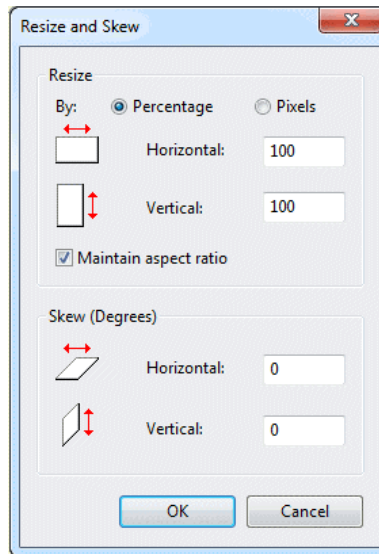 Resize and Skew
Resize
By: Percentage Pixels
Horizontal: 100
Vertical: 100
Maintain aspect ratio
Skew (Degrees)
Horizontal: 0
Vertical: 0
OK Cancel